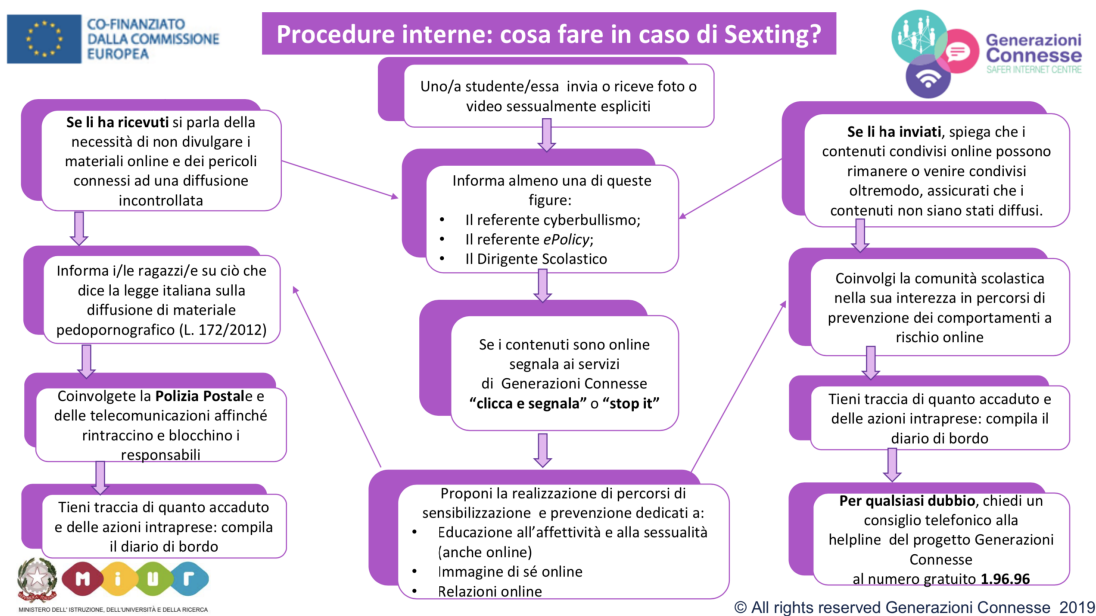 CO-FINANZIATO
DALLA COMMISSIONE
EUROPEA
Procedure interne: cosa fare in caso di Sexting?
Generazioni
Connesse
SAFER INTERNET CENTRE
Uno/a studente/essa invia o riceve foto o
video sessualmente espliciti
Se li ha ricevuti si parla della
necessità di non divulgare i
materiali online e dei pericoli
connessi ad una diffusione
incontrollata
Informa i/le ragazzi/e su ciò che
dice la legge italiana sulla
diffusione di materiale
pedopornografico (L. 172/2012)
Coinvolgete la Polizia Postale e
delle telecomunicazioni affinché
rintraccino e blocchino i
responsabili
Tieni traccia di quanto accaduto
e delle azioni intraprese: compila
il diario di bordo
Informa almeno una di queste
figure:
• Il referente cyberbullismo;
• Il referente ePolicy;
• Il Dirigente Scolastico
Se i contenuti sono online
segnala ai servizi
di Generazioni Connesse
“clicca e segnala” o “stop it”
Proponi la realizzazione di percorsi di
sensibilizzazione e prevenzione dedicati a:
• Educazione all’affettività e alla sessualità
(anche online)
• Immagine di sé online
• Relazioni online
Se li ha inviati, spiega che i
contenuti condivisi online possono
rimanere o venire condivisi
oltremodo, assicurati che i
contenuti non siano stati diffusi.
Coinvolgi la comunità scolastica
nella sua interezza in percorsi di
prevenzione dei comportamenti a
rischio online
Tieni traccia di quanto accaduto e
delle azioni intraprese: compila il
diario di bordo
Per qualsiasi dubbio, chiedi un
consiglio telefonico alla
helpline del progetto Generazioni
Connesse
al numero gratuito 1.96.96
miur
MINISTERO DELL' ISTRUZIONE, DELL'UNIVERSITÀ E DELLA RICERCA
© All rights reserved Generazioni Connesse 2019